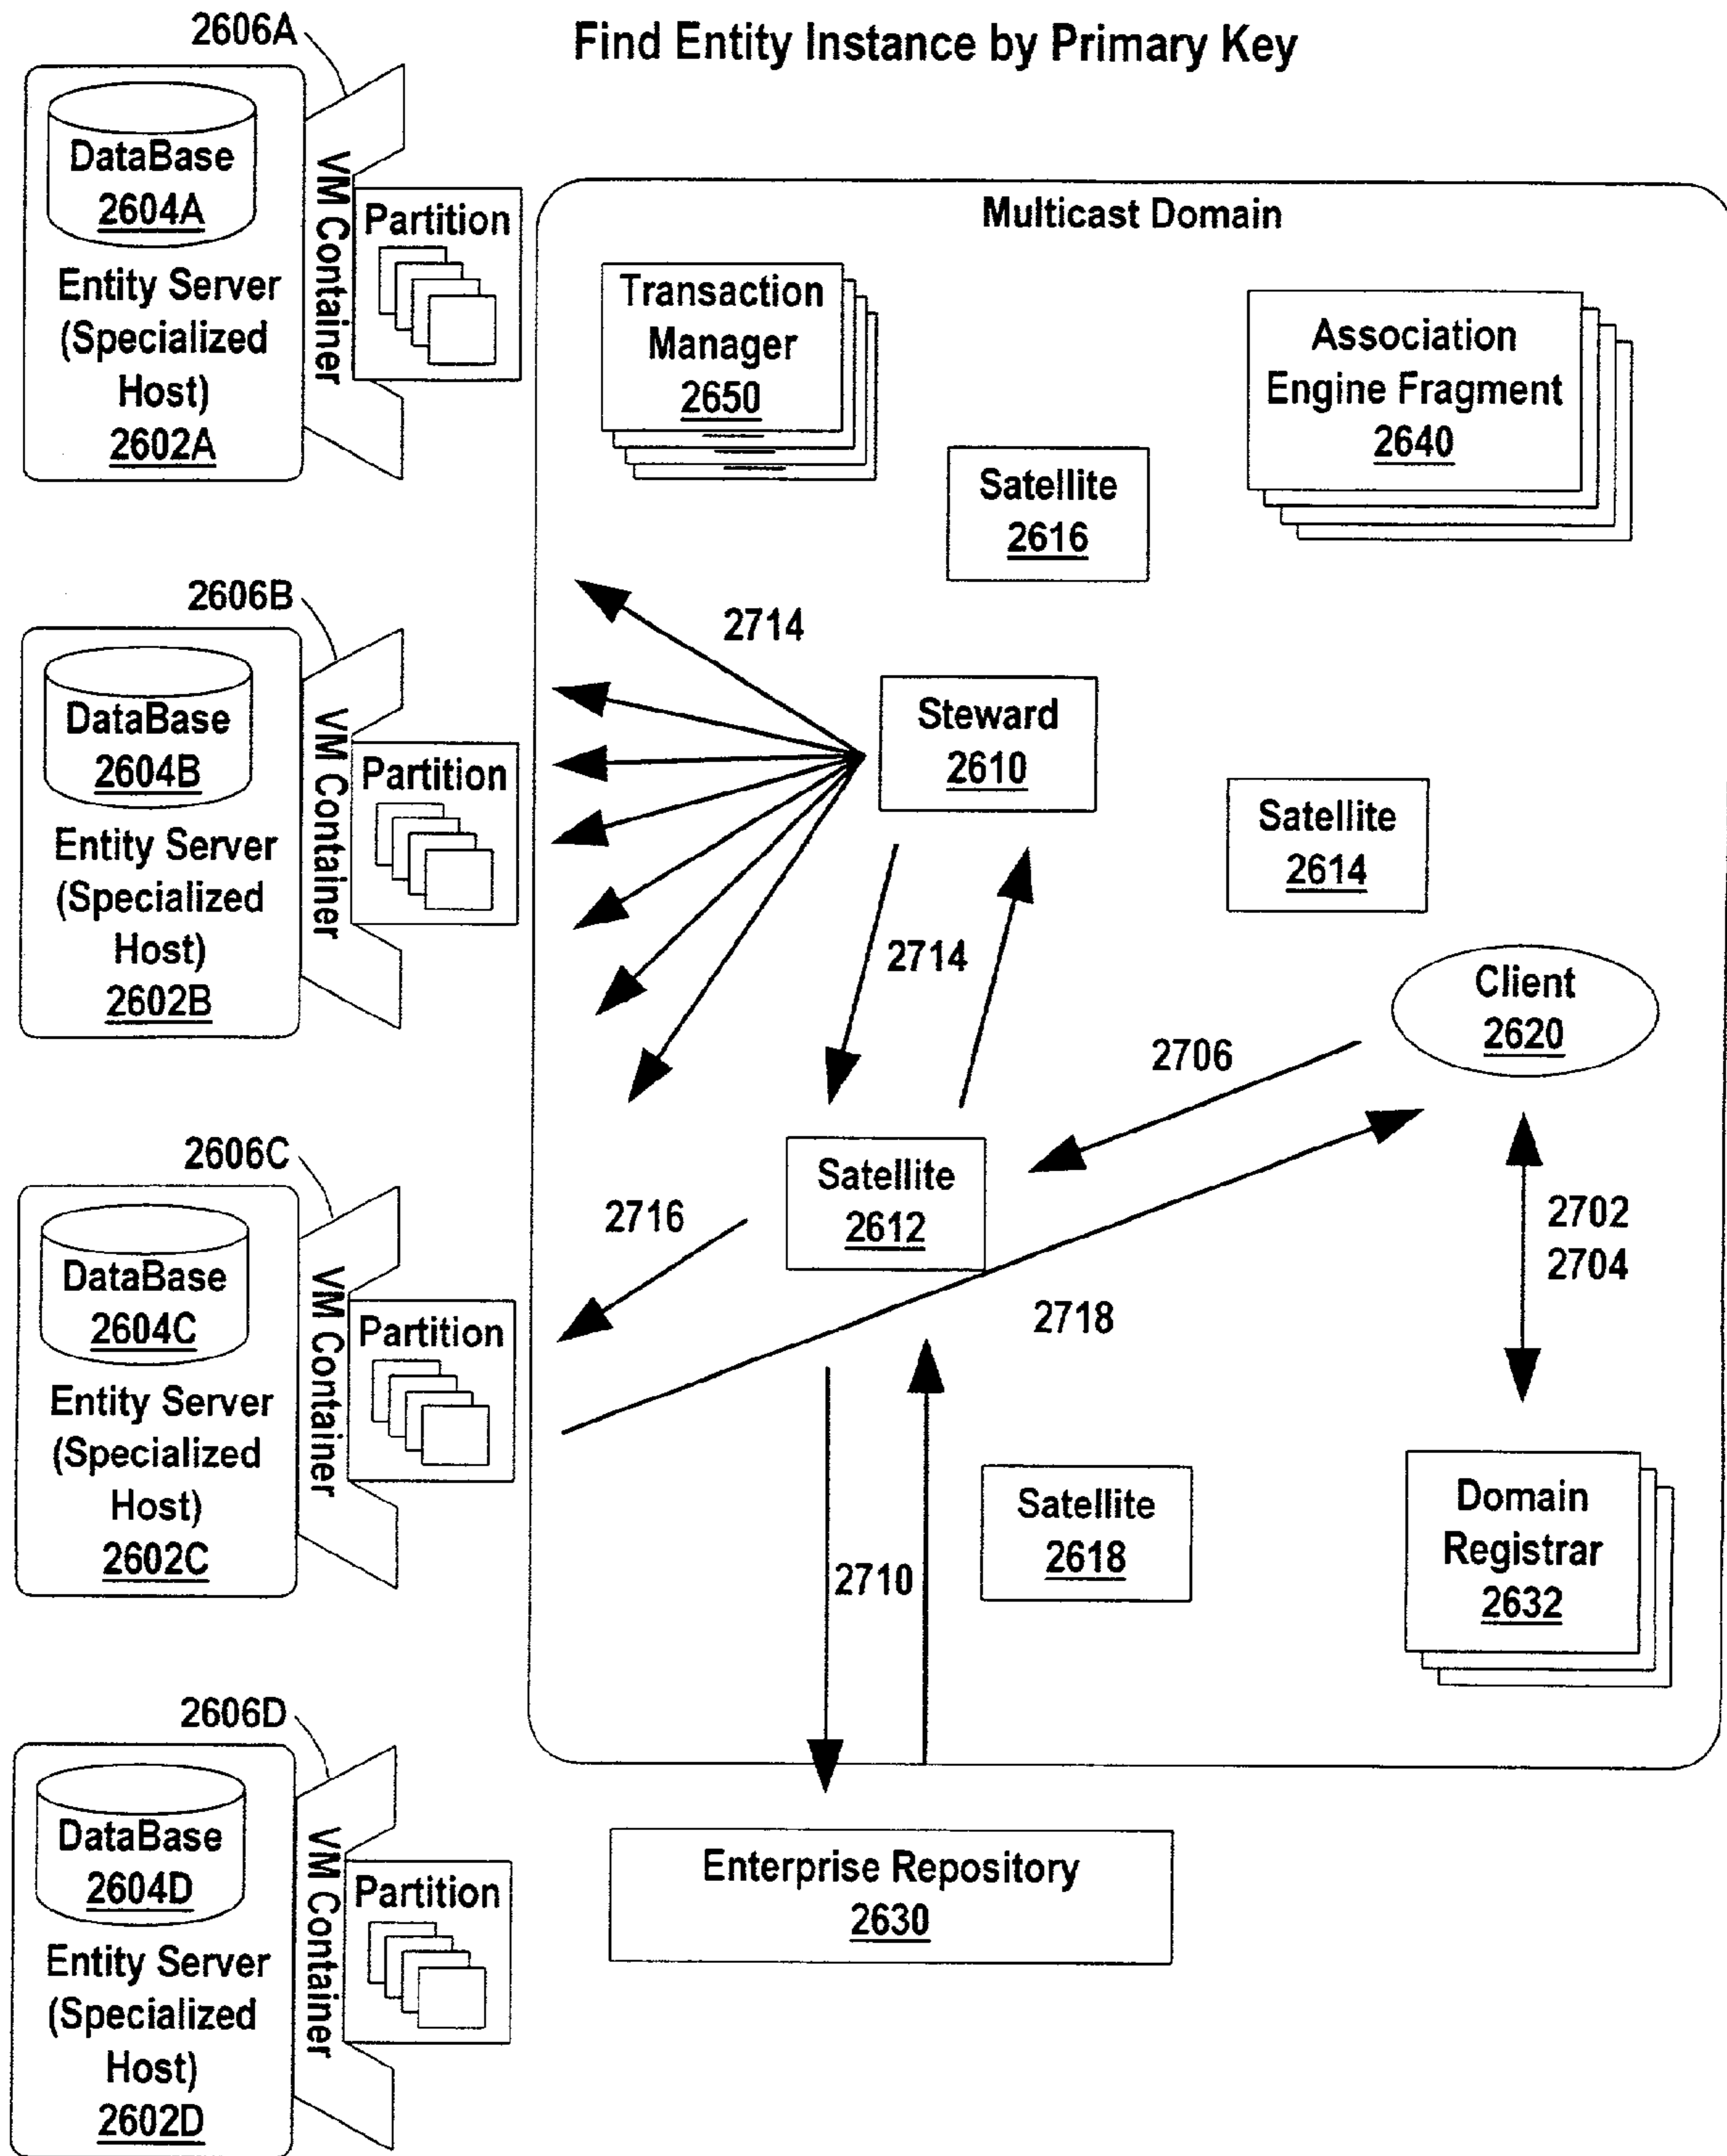 Find Entity Instance by Primary Key
2606A
DataBase
2604A
Entity Server
(Specialized
Host)
2602A
VM Container
Partition
2606B
DataBase
2604B
Entity Server
(Specialized
Host)
2602B
VM Container
Partition
2606C
DataBase
2604C
Entity Server
(Specialized
Host)
2602C
VM Container
Partition
2606D
DataBase
2604D
Entity Server
(Specialized
Host)
2602D
VM Container
Partition
Multicast Domain
Transaction
Manager
2650
Association
Engine Fragment
2640
Satellite
2616
2714
Steward
2610
Satellite
2614
2714
Client
2620
2706
Satellite
2612
2716
2702
2704
2718
Satellite
2618
2710
Domain
Registrar
2632
Enterprise Repository
2630